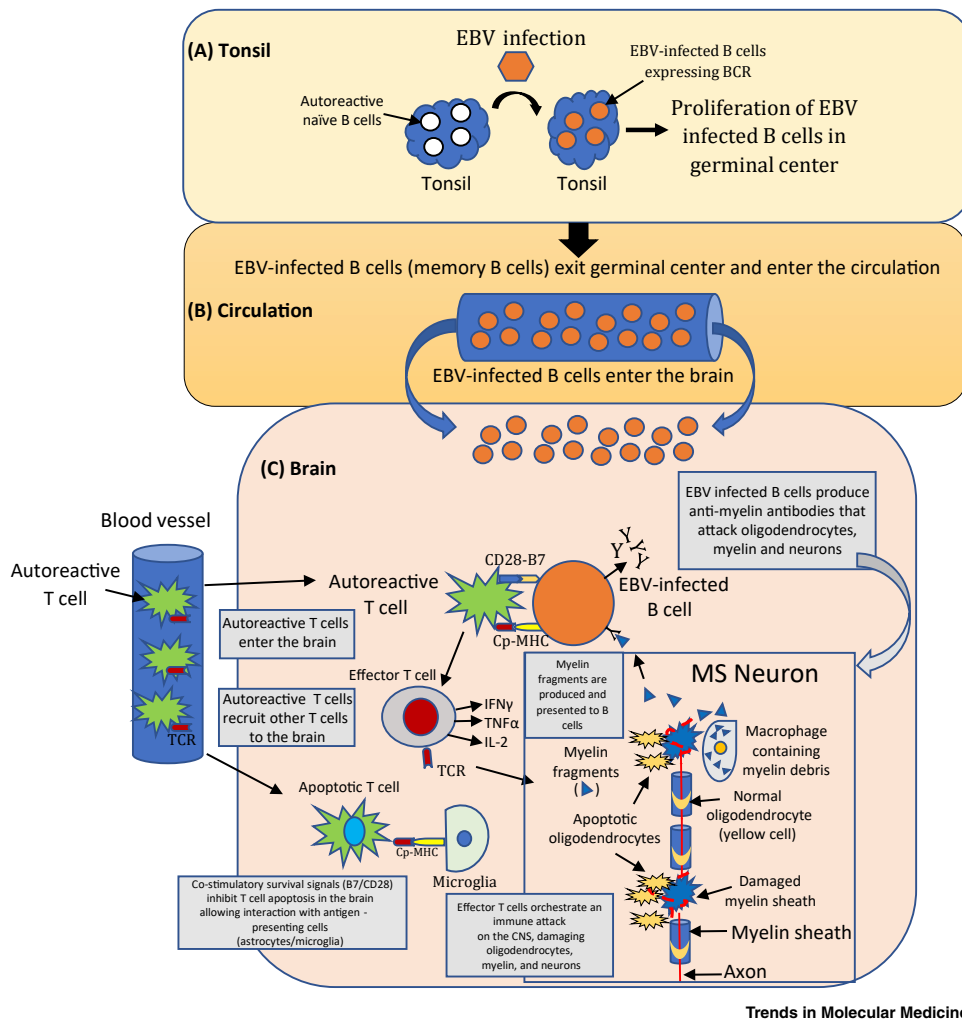 (A) Tonsil
EBV infection
EBV-infected B cells
expressing BCR
Autoreactive
naïve B cells
Proliferation of EBV
infected B cells in
germinal center
Tonsil
Tonsil
EBV-infected B cells (memory B cells) exit germinal center and enter the circulation
(B) Circulation
EBV-infected B cells enter the brain
(C) Brain
EBV infected B cells produce
anti-myelin antibodies that
attack oligodendrocytes,
myelin and neurons
Blood vessel
Autoreactive
T cell
TCR
Autoreactive T cells
enter the brain
Autoreactive T cells
recruit other T cells
to the brain
Autoreactive
T cell
CD28-B7
Cp-MHC
Y
Y
Y
Y
EBV-infected
B cell
Effector T cell
IFNγ
TNFα
IL-2
TCR
Myelin
fragments are
produced and
presented to B
cells
MS Neuron
Macrophage
containing
myelin debris
Myelin
fragments
( )
Apoptotic
oligodendrocytes
Normal
oligodendrocyte
(yellow cell)
Damaged
myelin sheath
Myelin sheath
Axon
Apoptotic T cell
Cp-MHC
Microglia
Co-stimulatory survival signals (B7/CD28)
inhibit T cell apoptosis in the brain
allowing interaction with antigen -
presenting cells
(astrocytes/microglia)
Effector T cells orchestrate an
immune attack
on the CNS, damaging
oligodendrocytes,
myelin, and neurons
Trends in Molecular Medicine